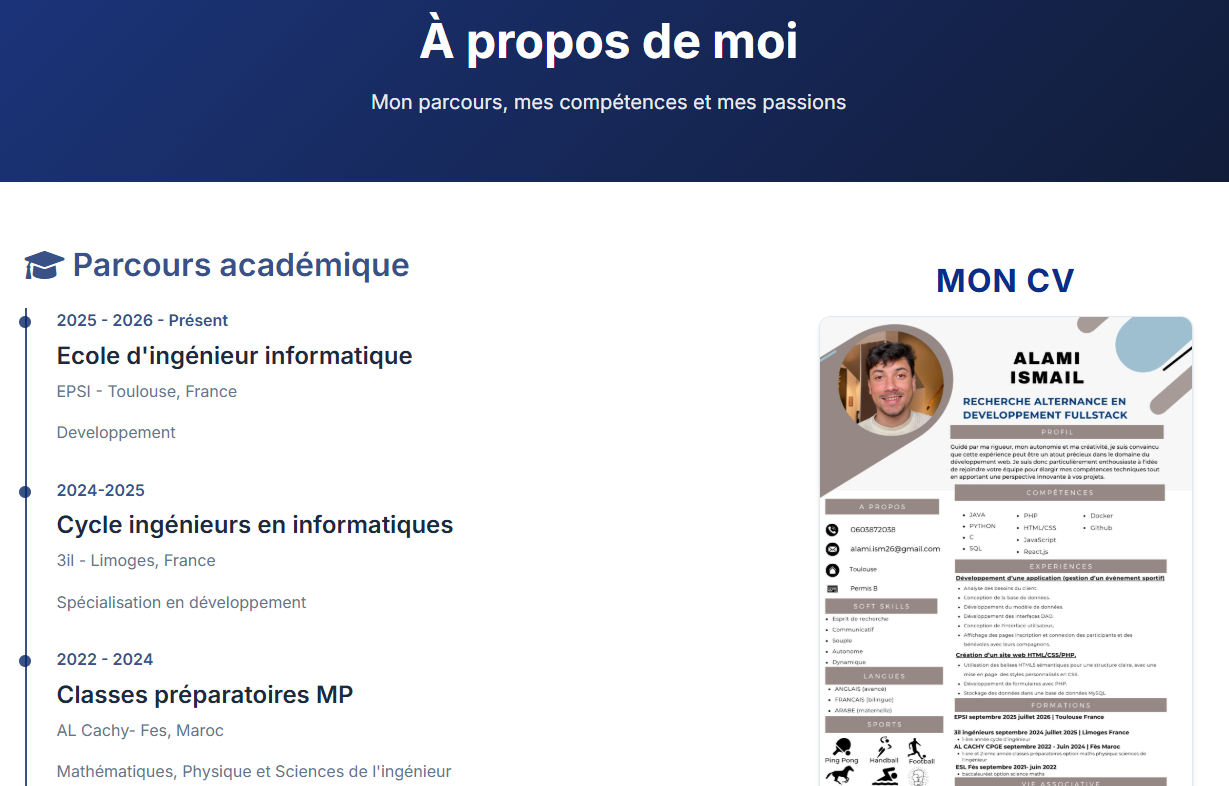 À propos de moi
Mon parcours, mes compétences et mes passions
Parcours académique
2025 - 2026 - Présent
Ecole d'ingénieur informatique
EPSI - Toulouse, France
Developpement
2024-2025
Cycle ingénieurs en informatiques
3il - Limoges, France
Spécialisation en développement
2022 - 2024
Classes préparatoires MP
AL Cachy- Fes, Maroc
Mathématiques, Physique et Sciences de l'ingénieur
MON CV
ALAMI
ISMAIL
RECHERCHE ALTERNANCE EN
DEVELOPPEMENT FULLSTACK
PROFIL
Guidé par ma rigueur, mon autonomie et ma créativité, je suis convaincu
que cette expérience peut être un atout précieux dans le domaine du
développement web. Je suis donc particulièrement enthousiaste à l'idée
de rejoindre votre équipe pour élargir mes compétences techniques tout
en apportant une perspective innovante à vos projets.
A PROPOS
0603872038
alami.ism26@gmail.com
Toulouse
Permis B
SOFT SKILLS
Esprit de recherche
Communicatif
Souple
Autonome
Dynamique
LANGUES
ANGLAIS (avancé)
FRANCAIS (bilingue)
ARABE (maternelle)
SPORTS
Ping Pong
Handball
Football
COMPÉTENCES
JAVA
PYTHON
C
SQL
PHP
HTML/CSS
JavaScript
React.js
Docker
Github
EXPERIENCES
Développement d'une application (gestion d'un évènement sportif)
Analyse des besoins du client.
Conception de la base de données.
Développement du modèle de données.
Développement des interfaces DAO.
Conception de l'interface utilisateur.
Affichage des pages inscription et connexion des participants et des
bénévoles avec leurs compagnons.
Création d'un site web HTML/CSS/PHP.
Utilisation des balises HTML5 sémantiques pour une structure claire, avec une
mise en page des styles personnalisés en CSS.
Développement de formulaires avec PHP.
Stockage des données dans une base de données MySQL.
FORMATIONS
EPSI septembre 2025 juillet 2026 | Toulouse France
3il ingénieurs septembre 2024 juillet 2025 | Limoges France
1-ère année cycle d'ingénieur
AL CACHY CPGE septembre 2022 - Juin 2024 | Fès Maroc
1-ere et 2-eme année classes préparatoires option maths physique sciences de
l'ingénieur
ESL Fès septembre 2021- juin 2022
baccalauréat option science maths
VIE ASSOCIATIVE